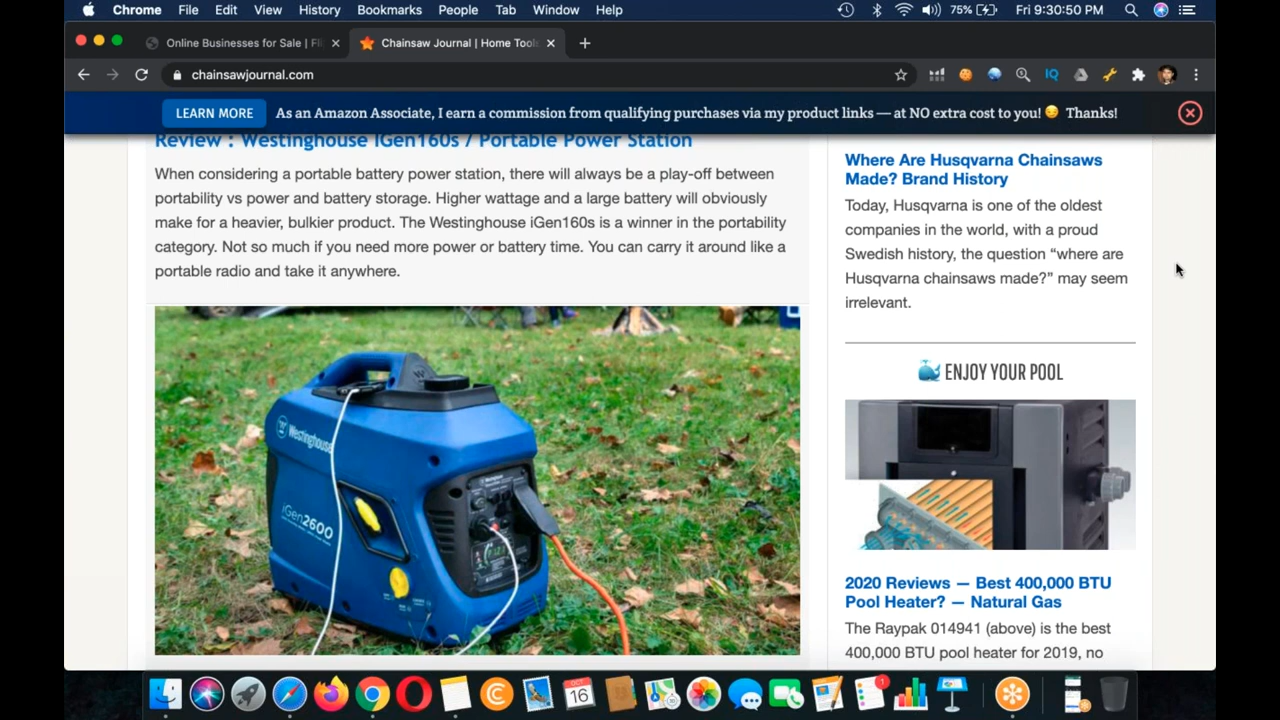 Chrome File Edit View History Bookmarks People Tab Window Help 75% Fri 9:30:50 PM
Online Businesses for Sale | Fli
Chainsaw Journal | Home Tools
chainsawjournal.com
LEARN MORE As an Amazon Associate, I earn a commission from qualifying purchases via my product links — at NO extra cost to you! 😏 Thanks!
Review : Westinghouse iGen160s / Portable Power Station
When considering a portable battery power station, there will always be a play-off between
portability vs power and battery storage. Higher wattage and a large battery will obviously
make for a heavier, bulkier product. The Westinghouse iGen160s is a winner in the portability
category. Not so much if you need more power or battery time. You can carry it around like a
portable radio and take it anywhere.
Westinghouse
iGen2600
Where Are Husqvarna Chainsaws
Made? Brand History
Today, Husqvarna is one of the oldest
companies in the world, with a proud
Swedish history, the question “where are
Husqvarna chainsaws made?” may seem
irrelevant.
🐳 ENJOY YOUR POOL
2020 Reviews — Best 400,000 BTU
Pool Heater? — Natural Gas
The Raypak 014941 (above) is the best
400,000 BTU pool heater for 2019, no
OCT
16
1